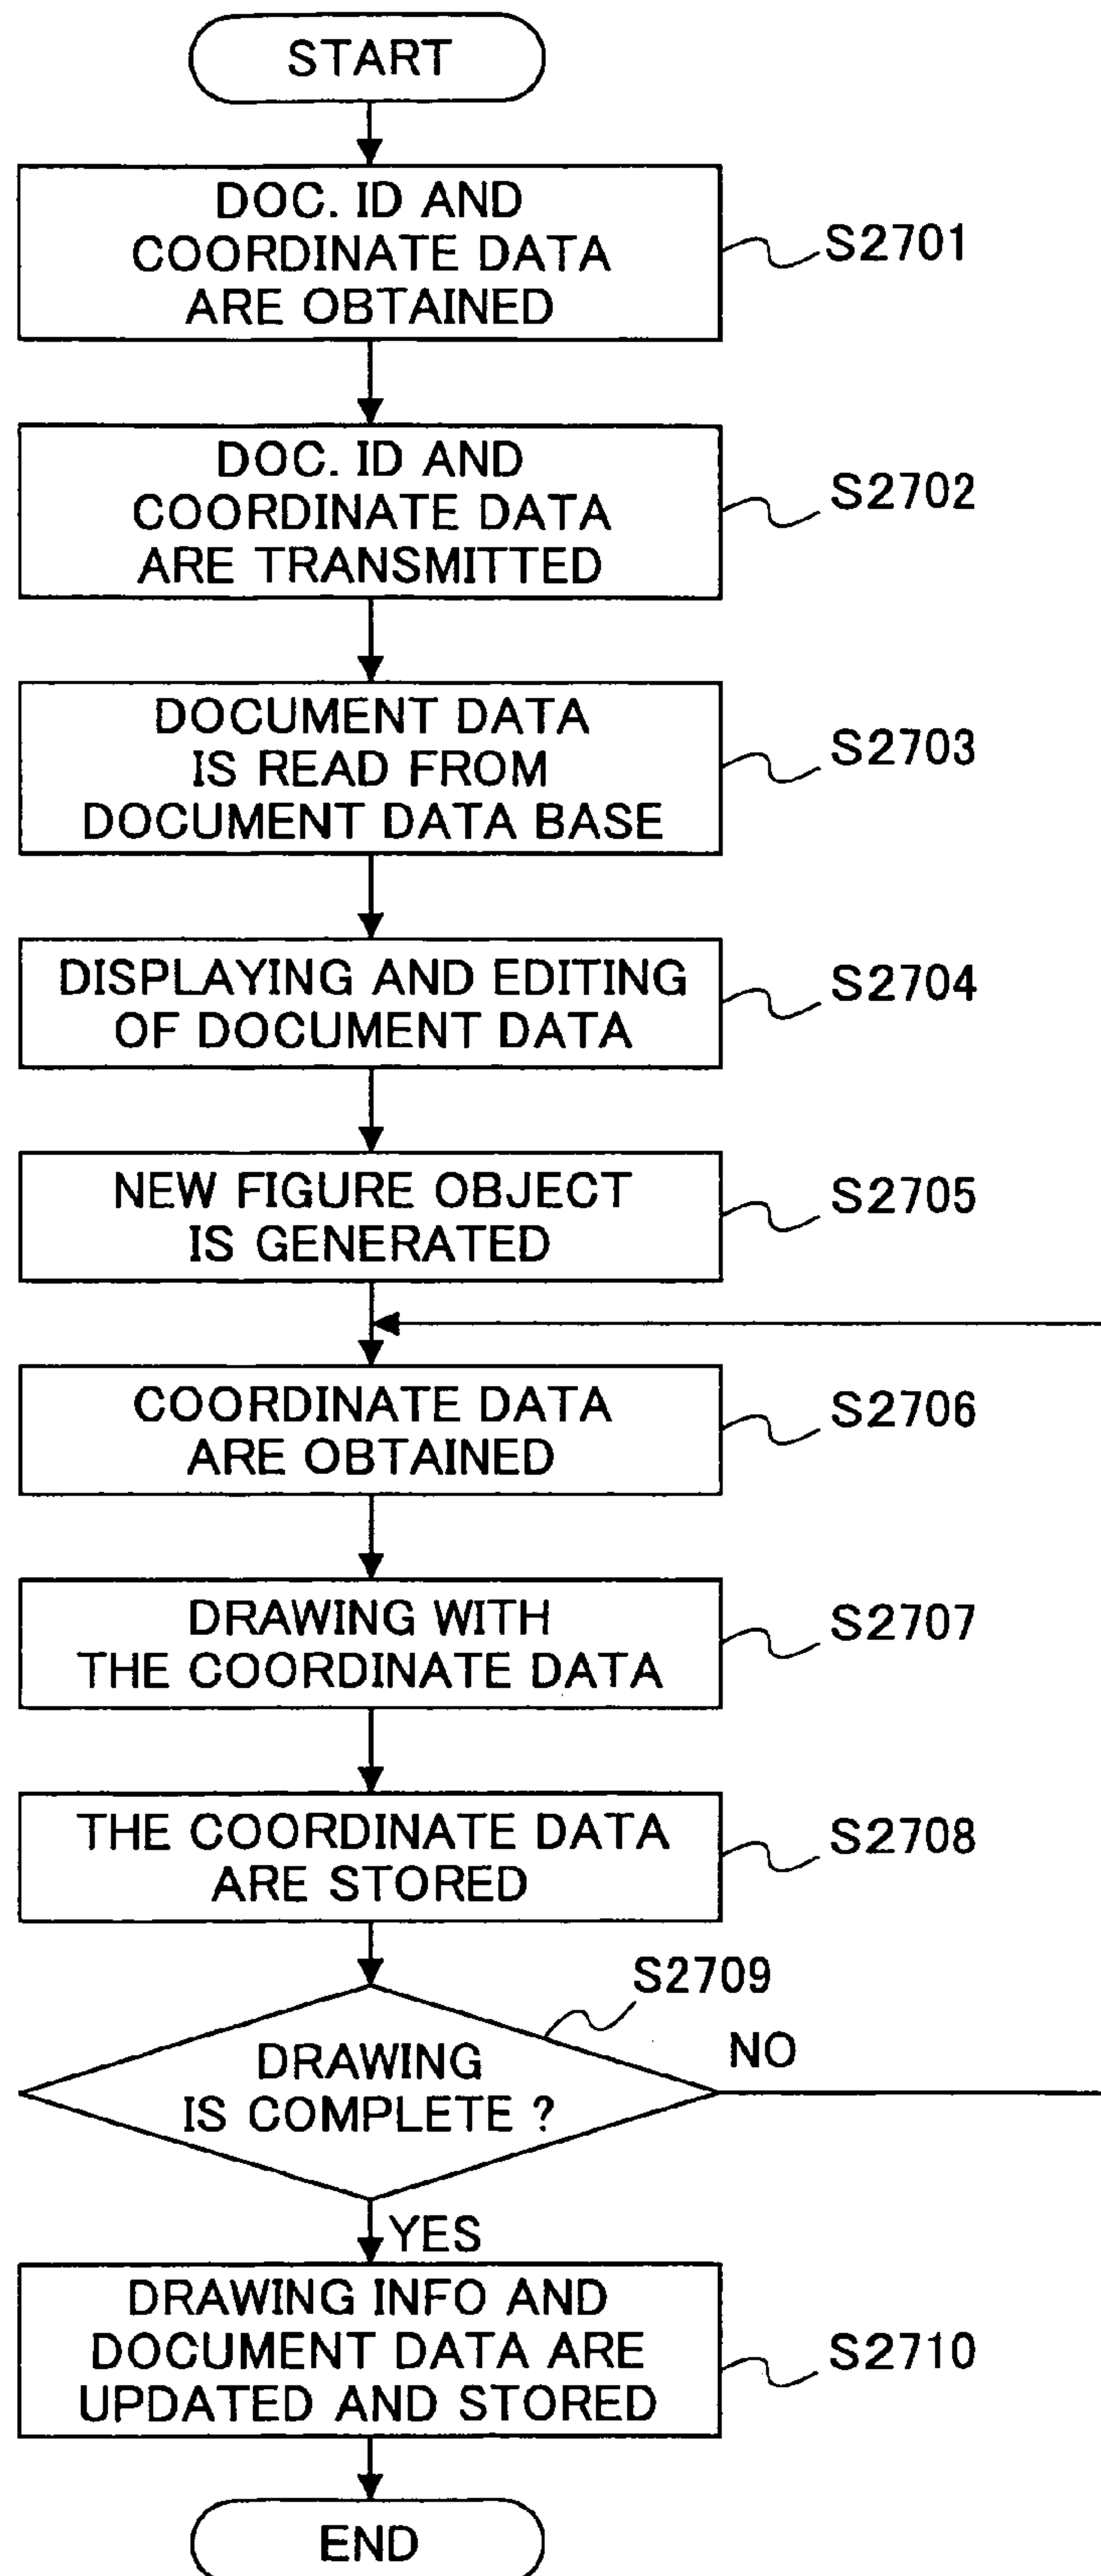 START
DOC. ID AND
COORDINATE DATA
ARE OBTAINED
S2701
DOC. ID AND
COORDINATE DATA
ARE TRANSMITTED
S2702
DOCUMENT DATA
IS READ FROM
DOCUMENT DATA BASE
S2703
DISPLAYING AND EDITING
OF DOCUMENT DATA
S2704
NEW FIGURE OBJECT
IS GENERATED
S2705
COORDINATE DATA
ARE OBTAINED
S2706
DRAWING WITH
THE COORDINATE DATA
S2707
THE COORDINATE DATA
ARE STORED
S2708
S2709
DRAWING
IS COMPLETE ?
NO
YES
DRAWING INFO AND
DOCUMENT DATA ARE
UPDATED AND STORED
S2710
END